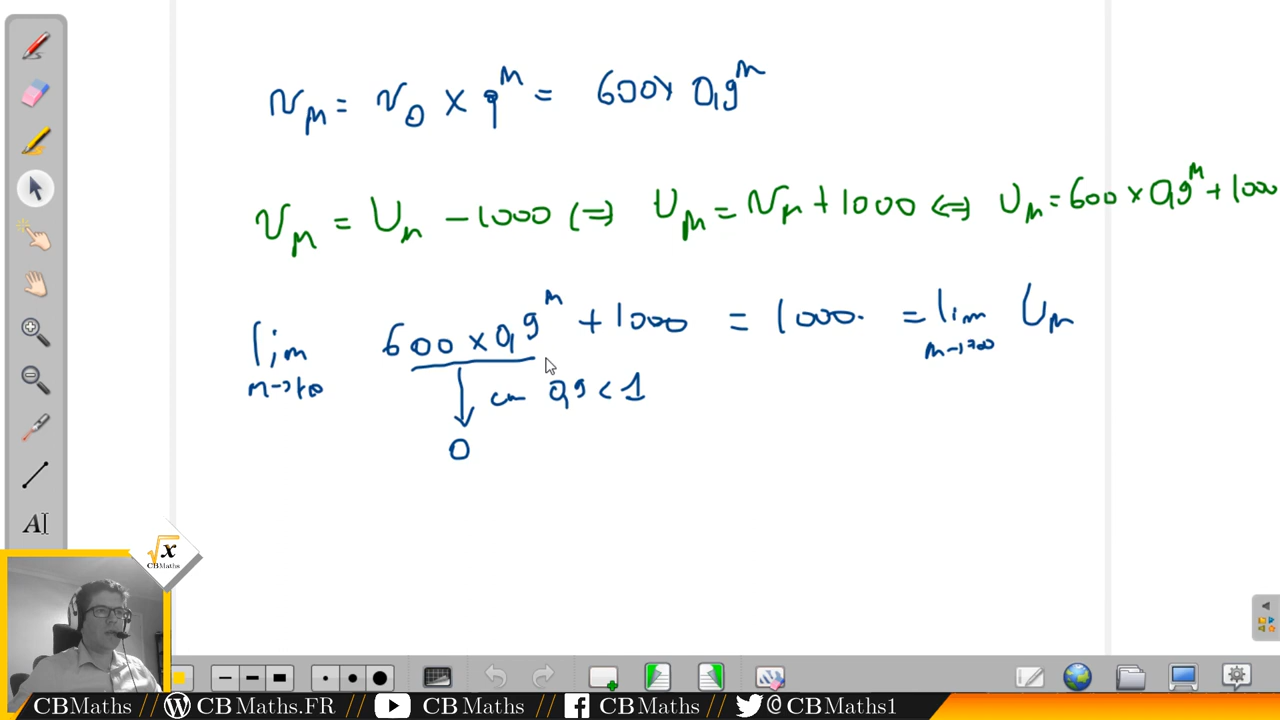 v_n = v_0 × q^n = 600 × 0,9^n
v_n = U_n - 1000 ⇔ U_n = v_n + 1000 ⇔ U_n = 600 × 0,9^n + 1000
lim n→+∞ 600 × 0,9^n + 1000 = 1000. = lim n→+∞ U_n
↓ car 0,9 < 1
0
AI
√x
CBMaths
CBMaths CBMaths.FR CBMaths CBMaths @CBMaths1